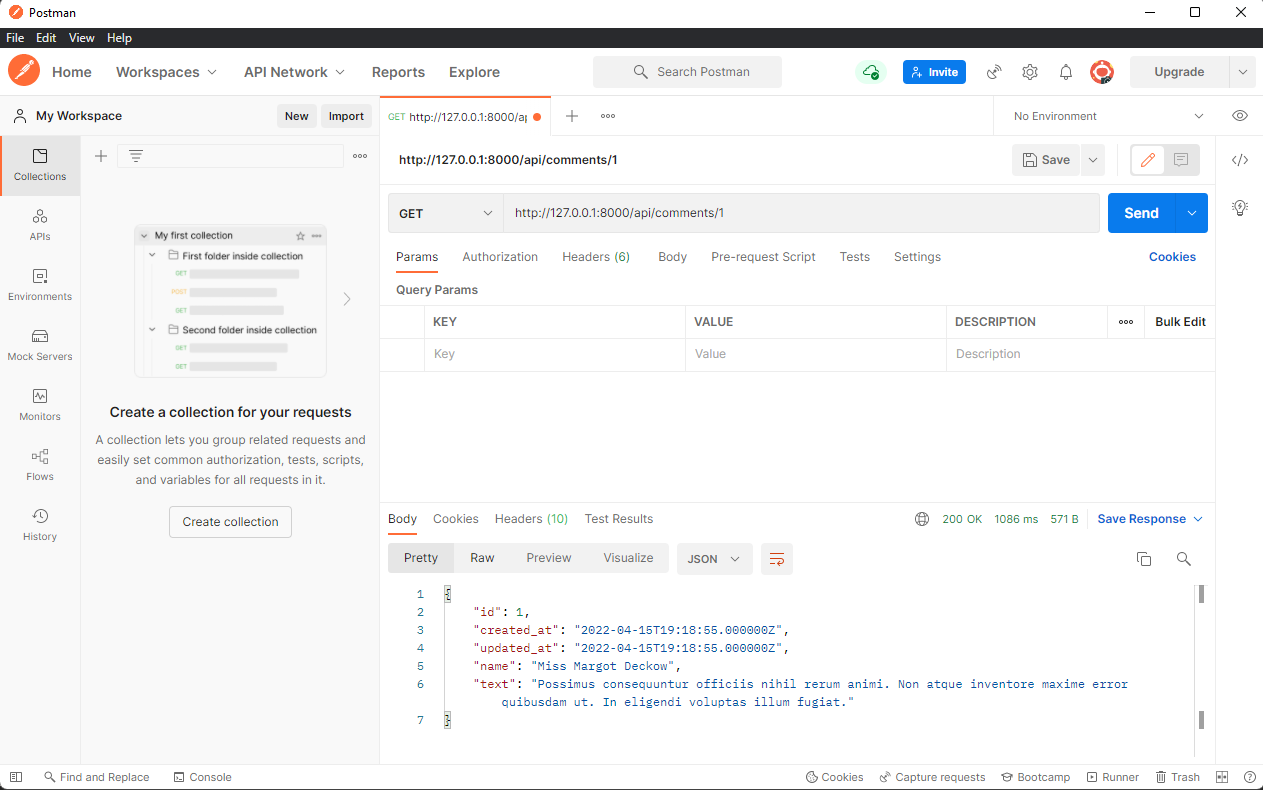 Postman
File Edit View Help
Home Workspaces API Network Reports Explore Search Postman Invite Upgrade
My Workspace New Import
GET http://127.0.0.1:8000/ap No Environment
http://127.0.0.1:8000/api/comments/1 Save
GET http://127.0.0.1:8000/api/comments/1 Send
Collections
APIs
Environments
Mock Servers
Monitors
Flows
History
My first collection
First folder inside collection
GET
POST
GET
Second folder inside collection
GET
GET
Create a collection for your requests
A collection lets you group related requests and
easily set common authorization, tests, scripts,
and variables for all requests in it.
Create collection
Params Authorization Headers (6) Body Pre-request Script Tests Settings Cookies
Query Params
KEY VALUE DESCRIPTION Bulk Edit
Key Value Description
Body Cookies Headers (10) Test Results 200 OK 1086 ms 571 B Save Response
Pretty Raw Preview Visualize JSON
1 {
2 "id": 1,
3 "created_at": "2022-04-15T19:18:55.000000Z",
4 "updated_at": "2022-04-15T19:18:55.000000Z",
5 "name": "Miss Margot Deckow",
6 "text": "Possimus consequuntur officiis nihil rerum animi. Non atque inventore maxime error
quibusdam ut. In eligendi voluptas illum fugiat."
7 }
Find and Replace Console Cookies Capture requests Bootcamp Runner Trash